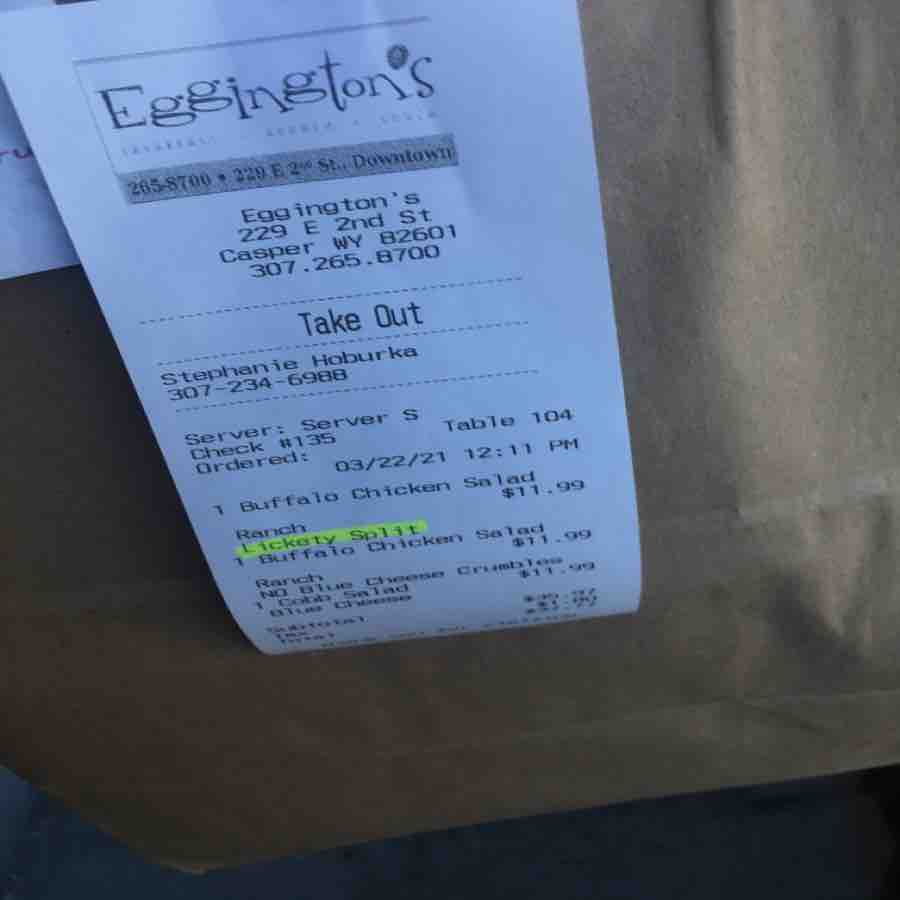 Eggington's
265-8700 • 229 E 2nd St., Downtown
Eggington's
229 E 2nd St
Casper WY 82601
307.265.8700
Take Out
Stephanie Hoburka
307-234-6988
Server: Server S
Check #135 Table 104
Ordered: 03/22/21 12:11 PM
1 Buffalo Chicken Salad
$11.99
Ranch
Lickety Split
1 Buffalo Chicken Salad
$11.99
Ranch
NO Blue Cheese Crumbles
1 Cobb Salad $11.99
Blue Cheese
Subtotal
Tax
Total